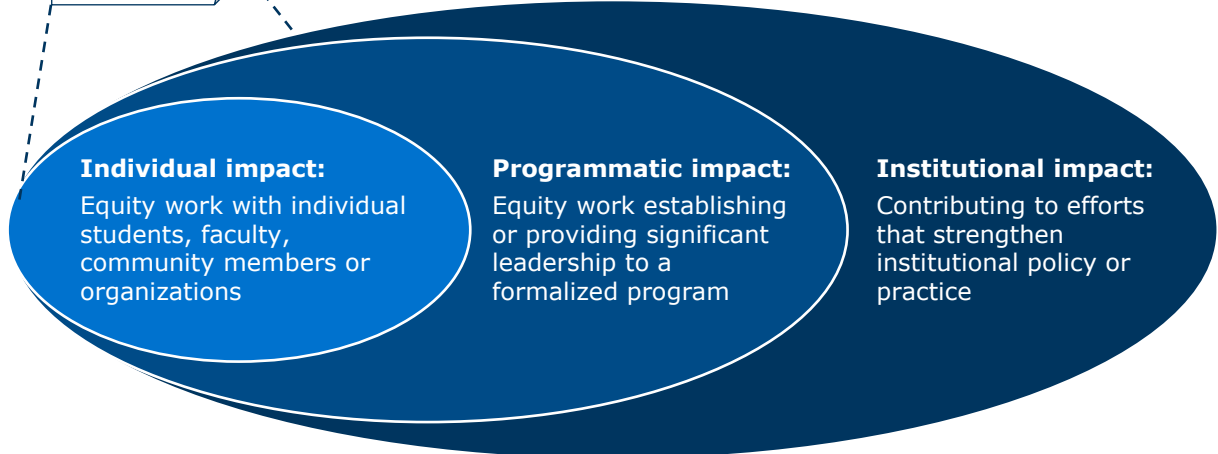 Individual impact:
Equity work with individual
students, faculty,
community members or
organizations
Programmatic impact:
Equity work establishing
or providing significant
leadership to a
formalized program
Institutional impact:
Contributing to efforts
that strengthen
institutional policy or
practice